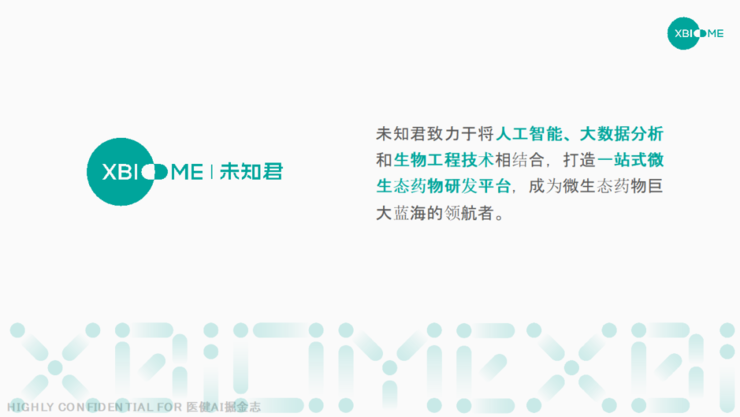 XBIOME
XBIOME | 未知君
未知君致力于将人工智能、大数据分析
和生物工程技术相结合，打造一站式微
生态药物研发平台，成为微生态药物巨
大蓝海的领航者。
XBIOMEXBI
HIGHLY CONFIDENTIAL FOR 医健AI掘金志